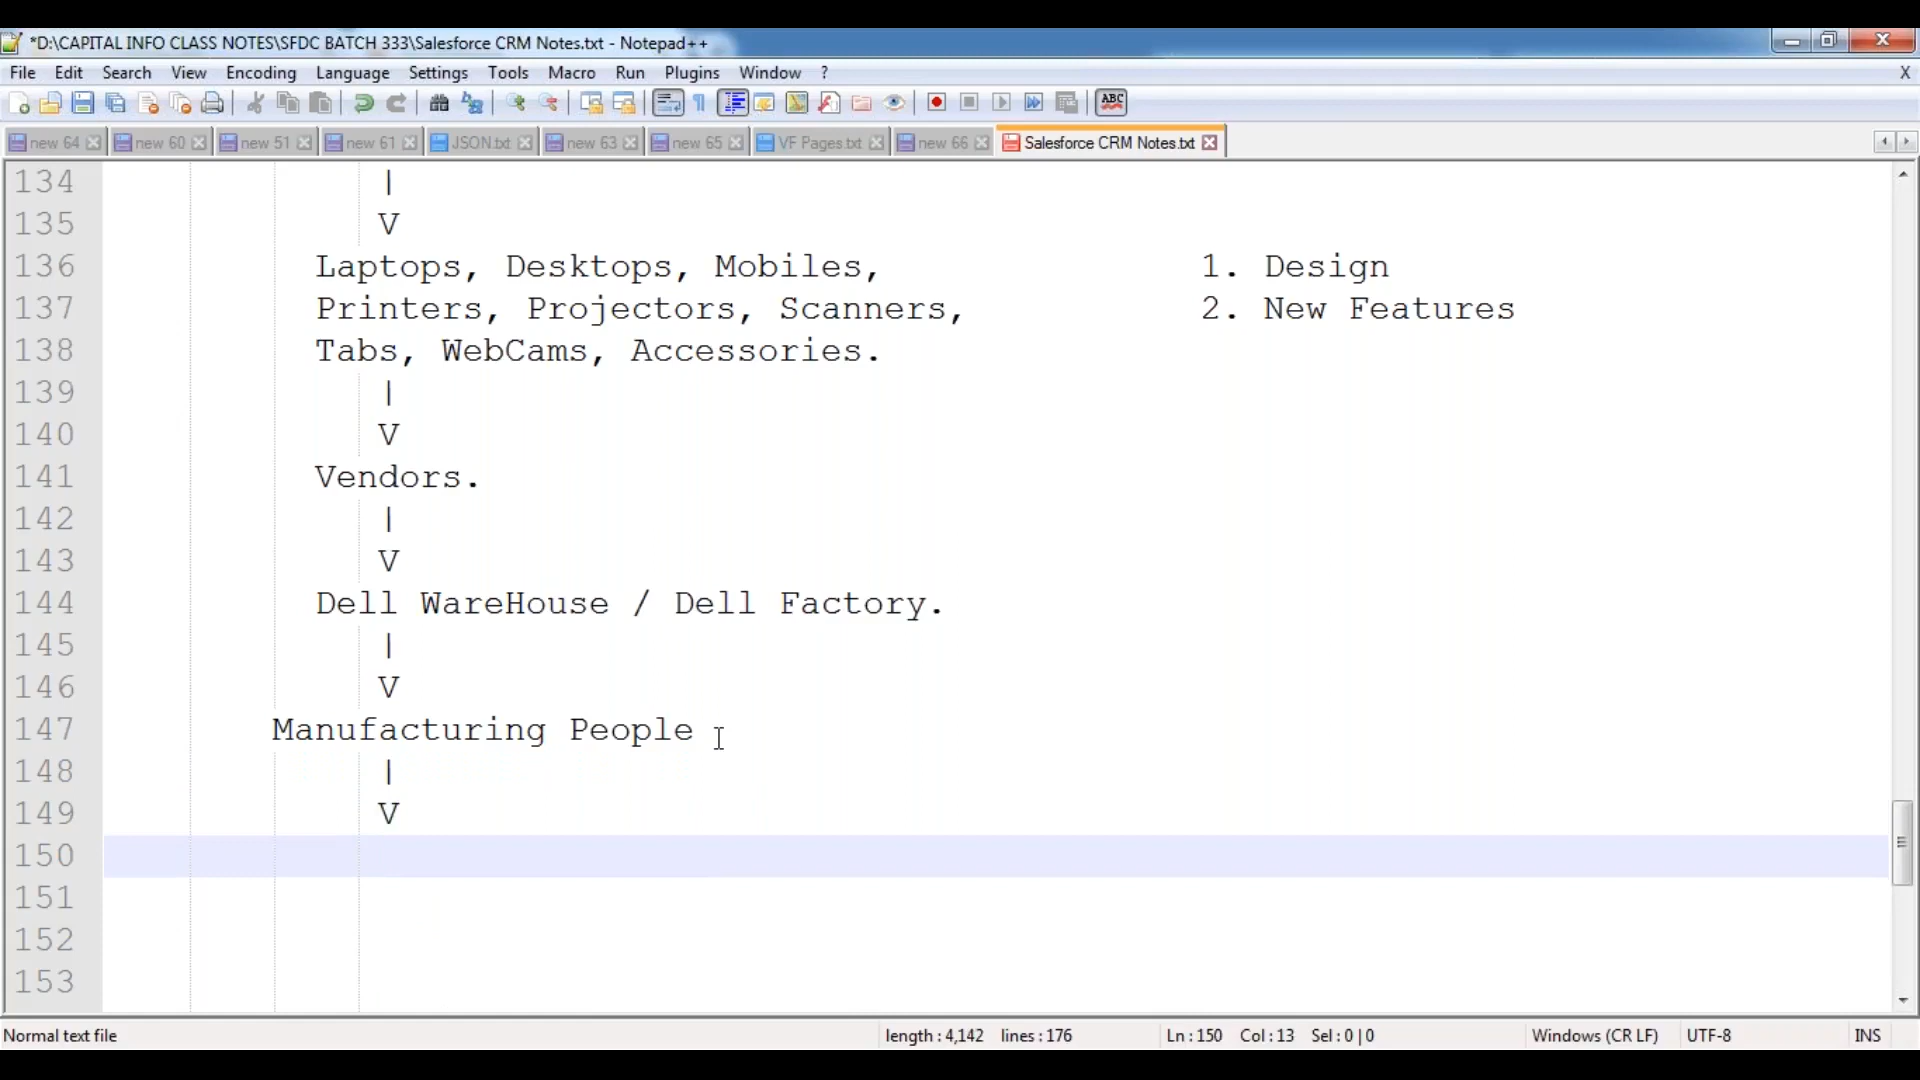 *D:\CAPITAL INFO CLASS NOTES\SFDC BATCH 333\Salesforce CRM Notes.txt - Notepad++
File Edit Search View Encoding Language Settings Tools Macro Run Plugins Window ? X
ABC
new 64 new 60 new 51 new 61 JSON.txt new 63 new 65 VF Pages.txt new 66 Salesforce CRM Notes.txt
134 |
135 V
136 Laptops, Desktops, Mobiles, 1. Design
137 Printers, Projectors, Scanners, 2. New Features
138 Tabs, WebCams, Accessories.
139 |
140 V
141 Vendors.
142 |
143 V
144 Dell WareHouse / Dell Factory.
145 |
146 V
147 Manufacturing People
148 |
149 V
150
151
152
153
Normal text file length : 4,142 lines : 176 Ln : 150 Col : 13 Sel : 0 | 0 Windows (CR LF) UTF-8 INS